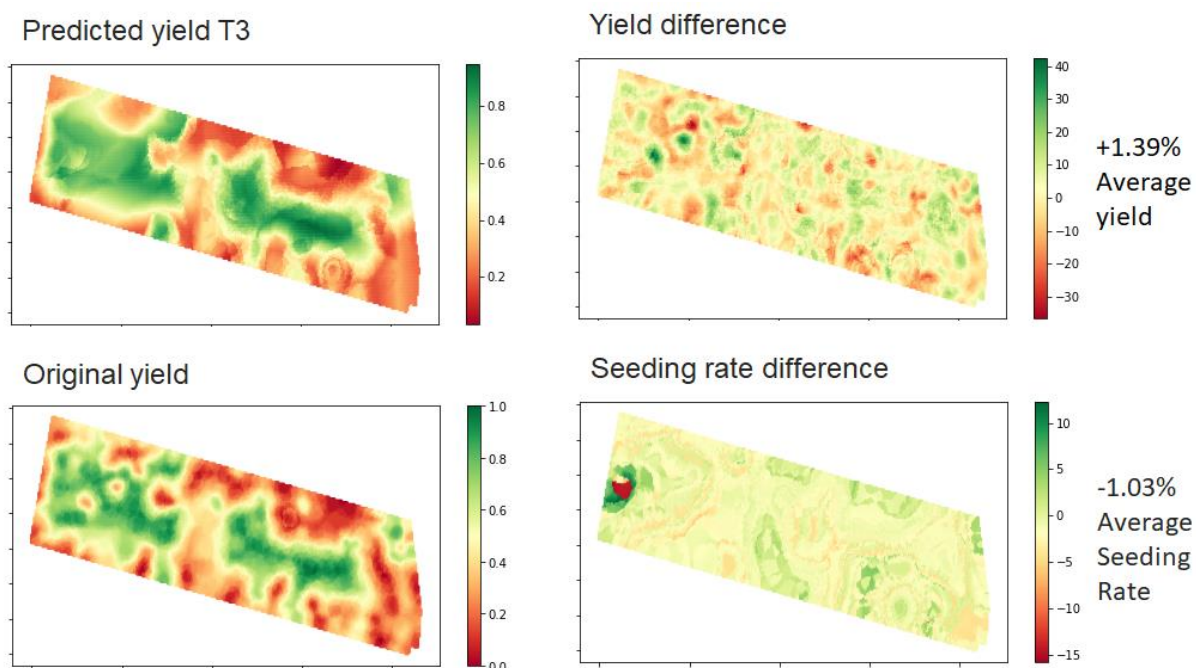 Predicted yield T3
0.8
0.6
0.4
0.2
Yield difference
40
30
20
10
0
−10
−20
−30
+1.39%
Average
yield
Original yield
1.0
0.8
0.6
0.4
0.2
0.0
Seeding rate difference
10
5
0
−5
−10
−15
-1.03%
Average
Seeding
Rate